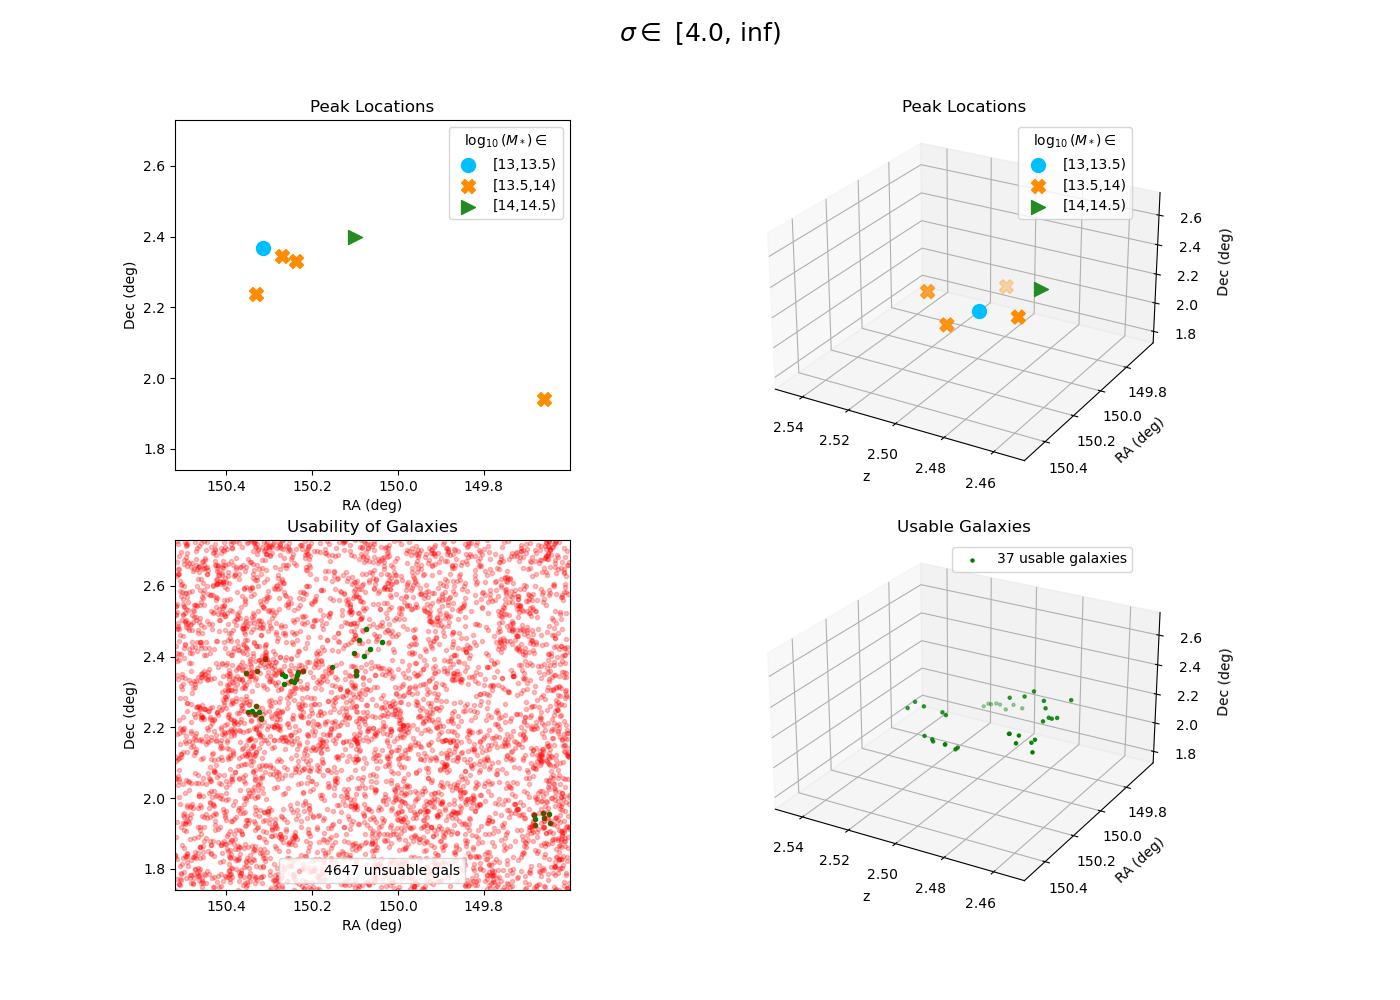 σ ∈ [4.0, inf)
Peak Locations
log₁₀(M*) ∈
[13,13.5)
[13.5,14)
[14,14.5)
2.6
2.4
2.2
2.0
1.8
Dec (deg)
150.4 150.2 150.0 149.8
RA (deg)
Peak Locations
log₁₀(M*) ∈
[13,13.5)
[13.5,14)
[14,14.5)
2.6
2.4
2.2
2.0
1.8
Dec (deg)
149.8
150.0
150.2
150.4
RA (deg)
2.54
2.52
2.50
2.48
2.46
z
Usability of Galaxies
2.6
2.4
2.2
2.0
1.8
Dec (deg)
4647 unsuable gals
150.4 150.2 150.0 149.8
RA (deg)
Usable Galaxies
37 usable galaxies
2.6
2.4
2.2
2.0
1.8
Dec (deg)
149.8
150.0
150.2
150.4
RA (deg)
2.54
2.52
2.50
2.48
2.46
z